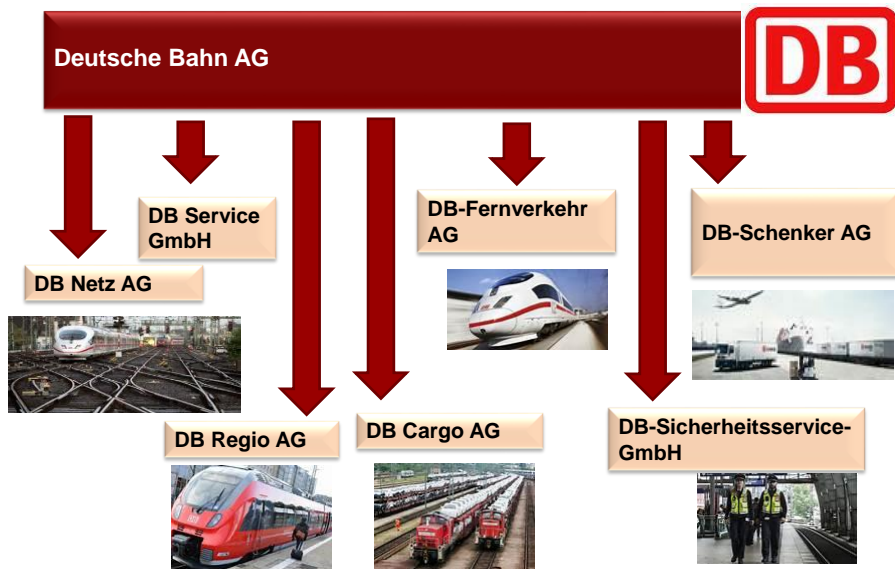 Deutsche Bahn AG
DB
DB Service
GmbH
DB-Fernverkehr
AG
DB-Schenker AG
DB Netz AG
DB Regio AG
DB Cargo AG
DB-Sicherheitsservice-
GmbH